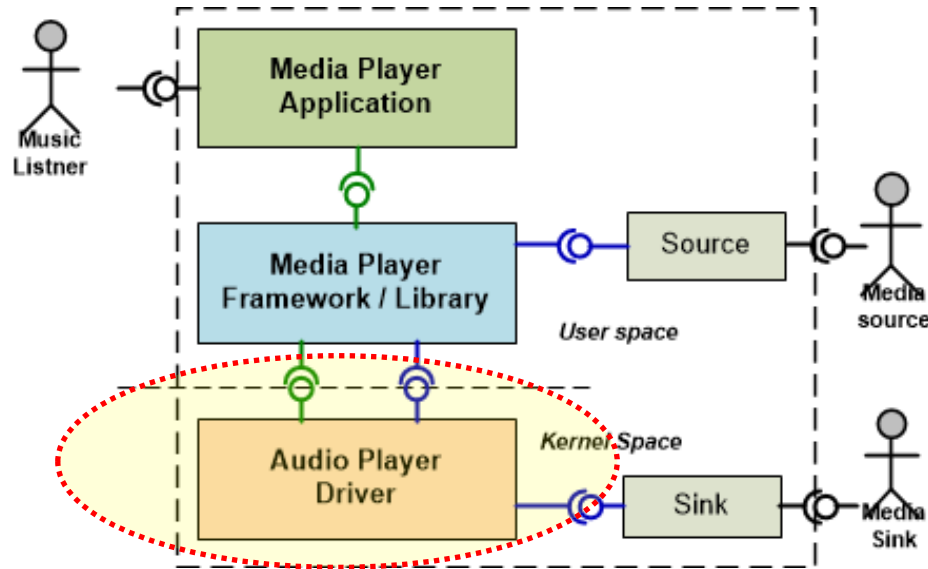 Media Player
Application
Music
Listner
Media Player
Framework / Library
Source
Media
source
User space
Kernel Space
Audio Player
Driver
Sink
Media
Sink